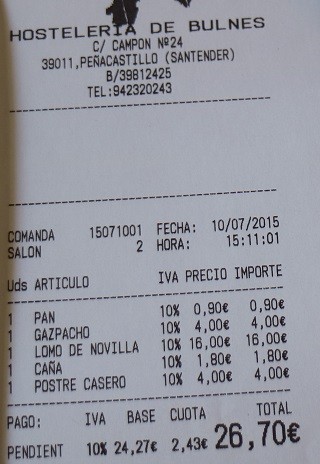 HOSTELERIA DE BULNES
C/ CAMPON Nº24
39011,PEÑACASTILLO (SANTENDER)
B/39812425
TEL:942320243
COMANDA 15071001 FECHA: 10/07/2015
SALON 2 HORA: 15:11:01
Uds ARTICULO IVA PRECIO IMPORTE
1 PAN 10% 0,90€ 0,90€
1 GAZPACHO 10% 4,00€ 4,00€
1 LOMO DE NOVILLA 10% 16,00€ 16,00€
1 CAÑA 10% 1,80€ 1,80€
1 POSTRE CASERO 10% 4,00€ 4,00€
PAGO: IVA BASE CUOTA TOTAL
PENDIENT 10% 24,27€ 2,43€ 26,70€